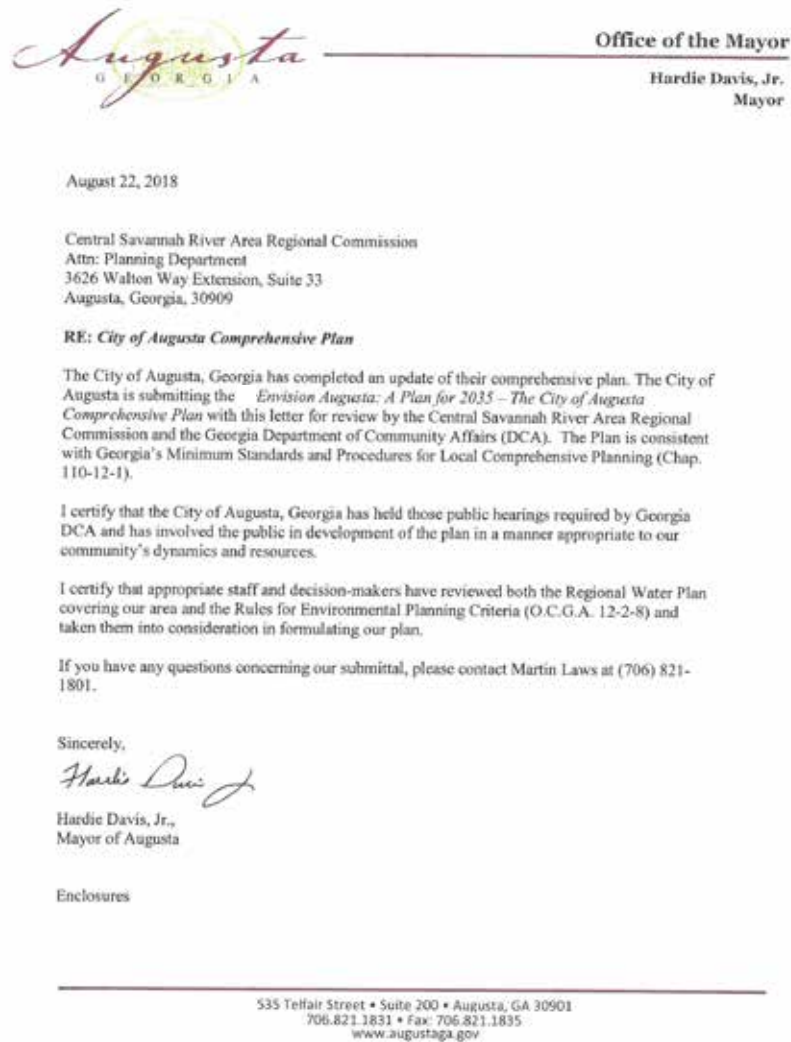 Augusta
GEORGIA
Office of the Mayor
Hardie Davis, Jr.
Mayor
August 22, 2018
Central Savannah River Area Regional Commission
Attn: Planning Department
3626 Walton Way Extension, Suite 33
Augusta, Georgia, 30909
RE: City of Augusta Comprehensive Plan
The City of Augusta, Georgia has completed an update of their comprehensive plan. The City of
Augusta is submitting the Envision Augusta: A Plan for 2035 – The City of Augusta
Comprehensive Plan with this letter for review by the Central Savannah River Area Regional
Commission and the Georgia Department of Community Affairs (DCA). The Plan is consistent
with Georgia's Minimum Standards and Procedures for Local Comprehensive Planning (Chap.
110-12-1).
I certify that the City of Augusta, Georgia has held those public hearings required by Georgia
DCA and has involved the public in development of the plan in a manner appropriate to our
community's dynamics and resources.
I certify that appropriate staff and decision-makers have reviewed both the Regional Water Plan
covering our area and the Rules for Environmental Planning Criteria (O.C.G.A. 12-2-8) and
taken them into consideration in formulating our plan.
If you have any questions concerning our submittal, please contact Martin Laws at (706) 821-
1801.
Sincerely,
Hardie Davis Jr
Hardie Davis, Jr.,
Mayor of Augusta
Enclosures
535 Telfair Street • Suite 200 • Augusta, GA 30901
706.821.1831 • Fax: 706.821.1835
www.augustaga.gov